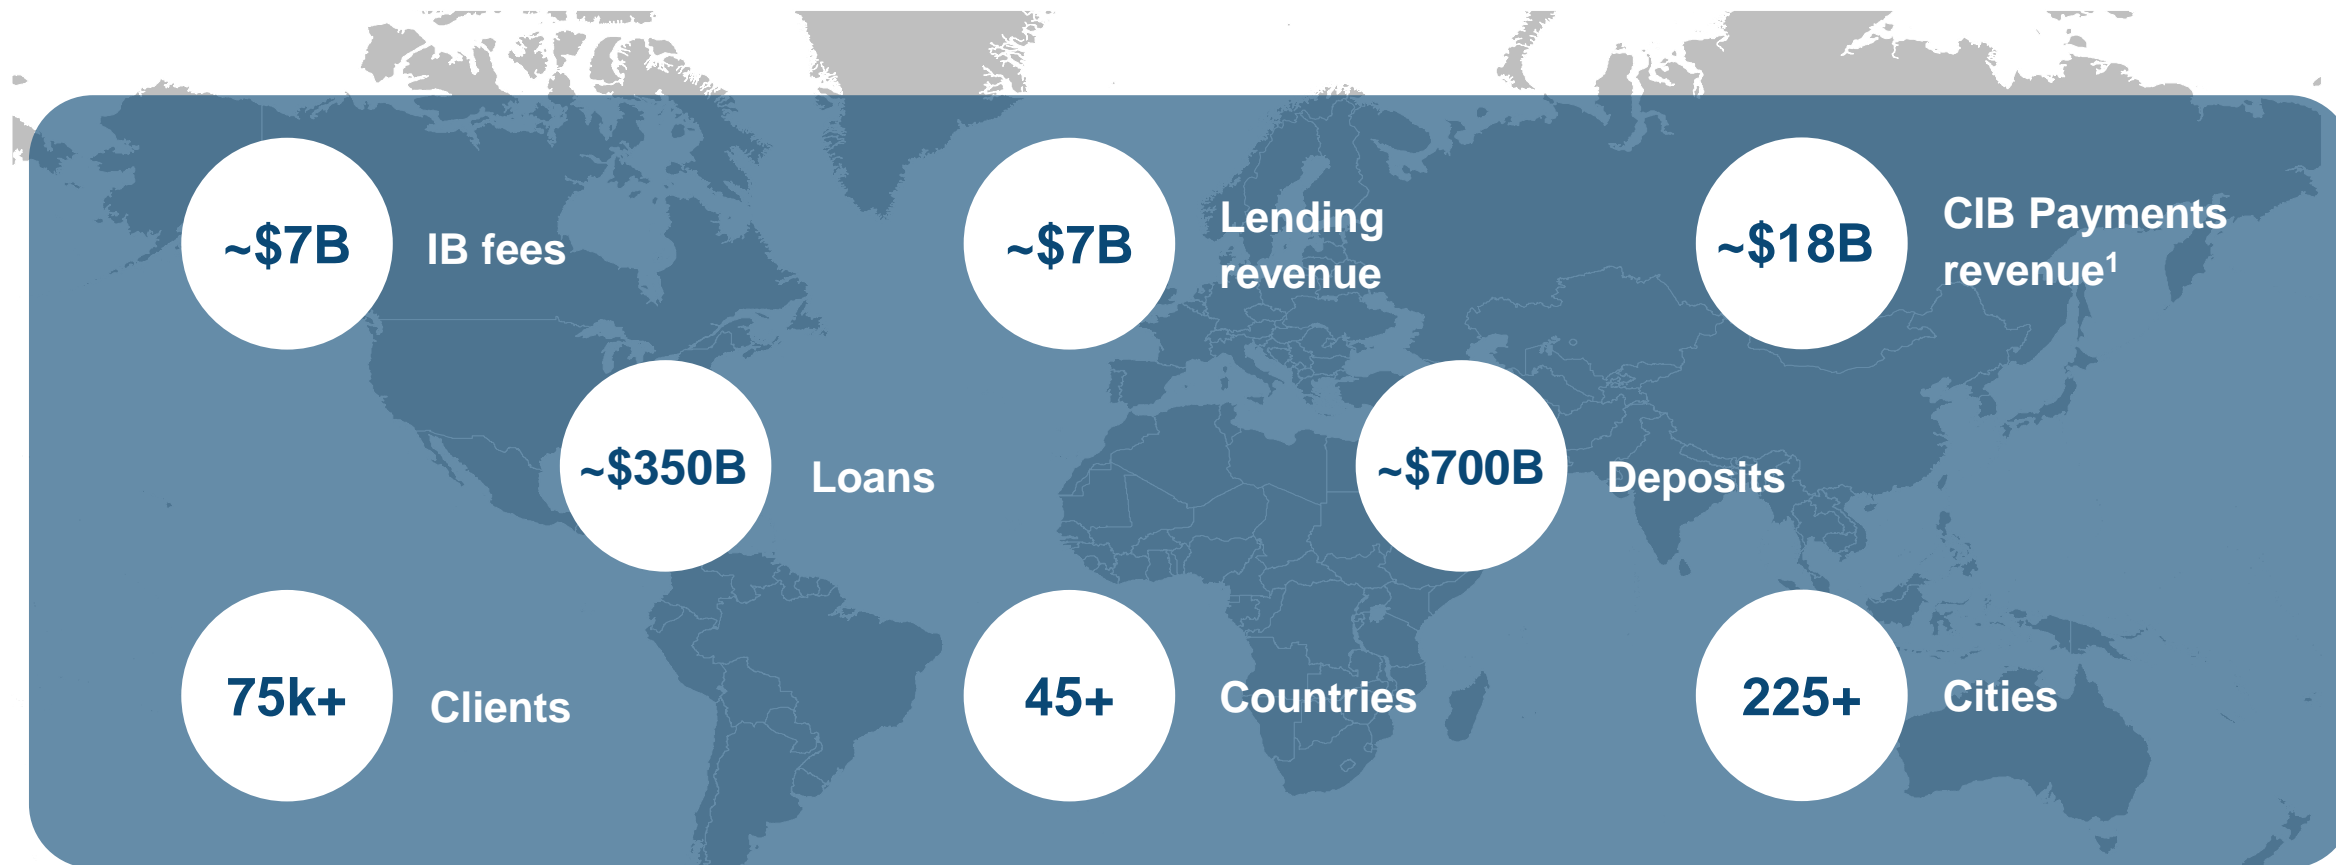 ~$7B
IB fees
~$7B
Lending
revenue
~$18B
CIB Payments
revenue¹
~$350B
Loans
~$700B
Deposits
75k+
Clients
45+
Countries
225+
Cities